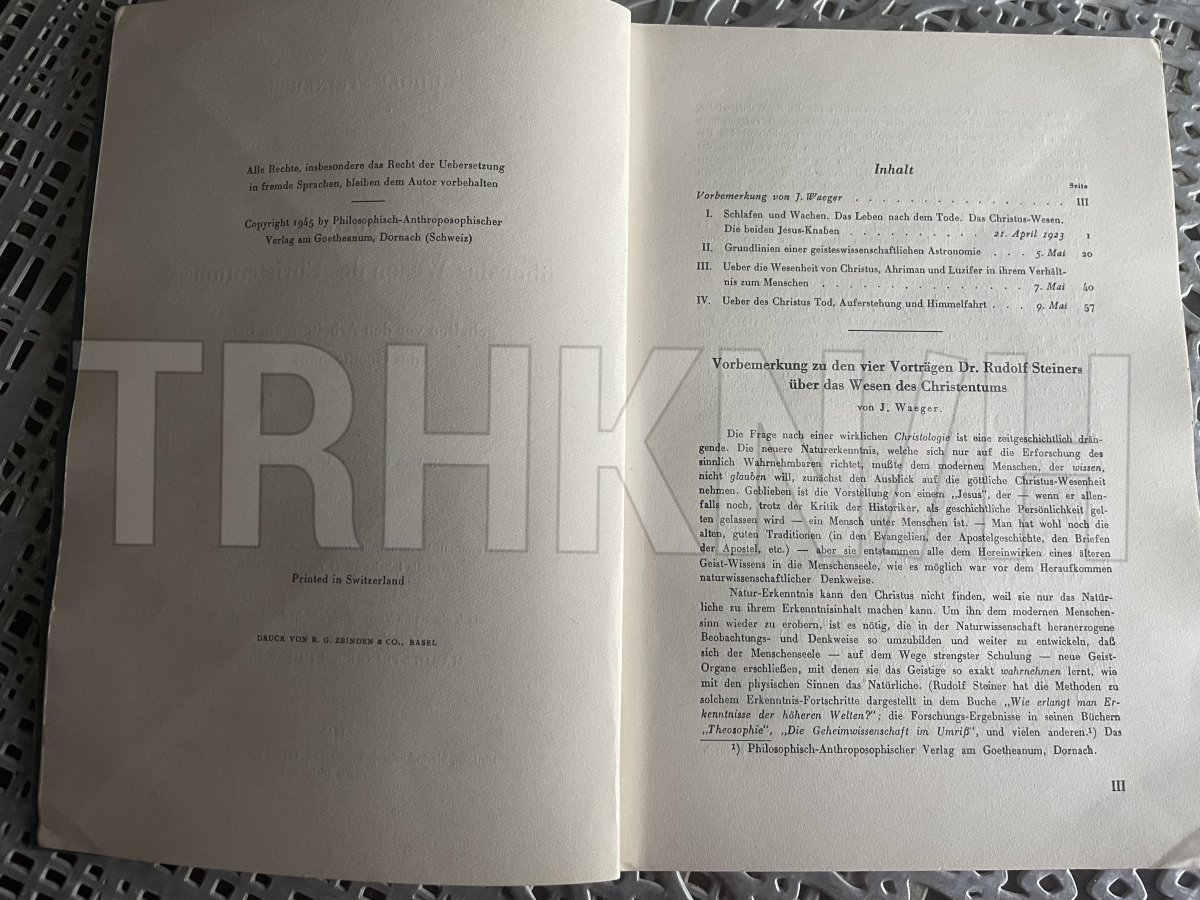 Alle Rechte, insbesondere das Recht der Uebersetzung
in fremde Sprachen, bleiben dem Autor vorbehalten
Copyright 1945 by Philosophisch-Anthroposophischer
Verlag am Goetheanum, Dornach (Schweiz)
Printed in Switzerland
DRUCK VON R. G. ZBINDEN & CO., BASEL
Inhalt
Seite
Vorbemerkung von J. Waeger . . . . . . . . . . . . . . . III
I. Schlafen und Wachen. Das Leben nach dem Tode. Das Christus-Wesen.
Die beiden Jesus-Knaben . . . . . . . . . . 21. April 1923 1
II. Grundlinien einer geisteswissenschaftlichen Astronomie . . . 5. Mai 20
III. Ueber die Wesenheit von Christus, Ahriman und Luzifer in ihrem Verhält-
nis zum Menschen . . . . . . . . . . . . . . . 7. Mai 40
IV. Ueber des Christus Tod, Auferstehung und Himmelfahrt . . . 9. Mai 57
Vorbemerkung zu den vier Vorträgen Dr. Rudolf Steiners
über das Wesen des Christentums
von J. Waeger.
Die Frage nach einer wirklichen Christologie ist eine zeitgeschichtlich drän-
gende. Die neuere Naturerkenntnis, welche sich nur auf die Erforschung des
sinnlich Wahrnehmbaren richtet, mußte dem modernen Menschen, der wissen,
nicht glauben will, zunächst den Ausblick auf die göttliche Christus-Wesenheit
nehmen. Geblieben ist die Vorstellung von einem „Jesus", der — wenn er allen-
falls noch, trotz der Kritik der Historiker, als geschichtliche Persönlichkeit gel-
ten gelassen wird — ein Mensch unter Menschen ist. — Man hat wohl noch die
alten, guten Traditionen (in den Evangelien, der Apostelgeschichte, den Briefen
der Apostel, etc.) — aber sie entstammen alle dem Hereinwirken eines älteren
Geist-Wissens in die Menschenseele, wie es möglich war vor dem Heraufkommen
naturwissenschaftlicher Denkweise.
Natur-Erkenntnis kann den Christus nicht finden, weil sie nur das Natür-
liche zu ihrem Erkenntnisinhalt machen kann. Um ihn dem modernen Menschen-
sinn wieder zu erobern, ist es nötig, die in der Naturwissenschaft heranerzogene
Beobachtungs- und Denkweise so umzubilden und weiter zu entwickeln, daß
sich der Menschenseele — auf dem Wege strengster Schulung — neue Geist-
Organe erschließen, mit denen sie das Geistige so exakt wahrnehmen lernt, wie
mit den physischen Sinnen das Natürliche. (Rudolf Steiner hat die Methoden zu
solchem Erkenntnis-Fortschritte dargestellt in dem Buche „Wie erlangt man Er-
kenntnisse der höheren Welten?"; die Forschungs-Ergebnisse in seinen Büchern
„Theosophie", „Die Geheimwissenschaft im Umriß", und vielen anderen.¹) Das
¹) Philosophisch-Anthroposophischer Verlag am Goetheanum, Dornach.
III